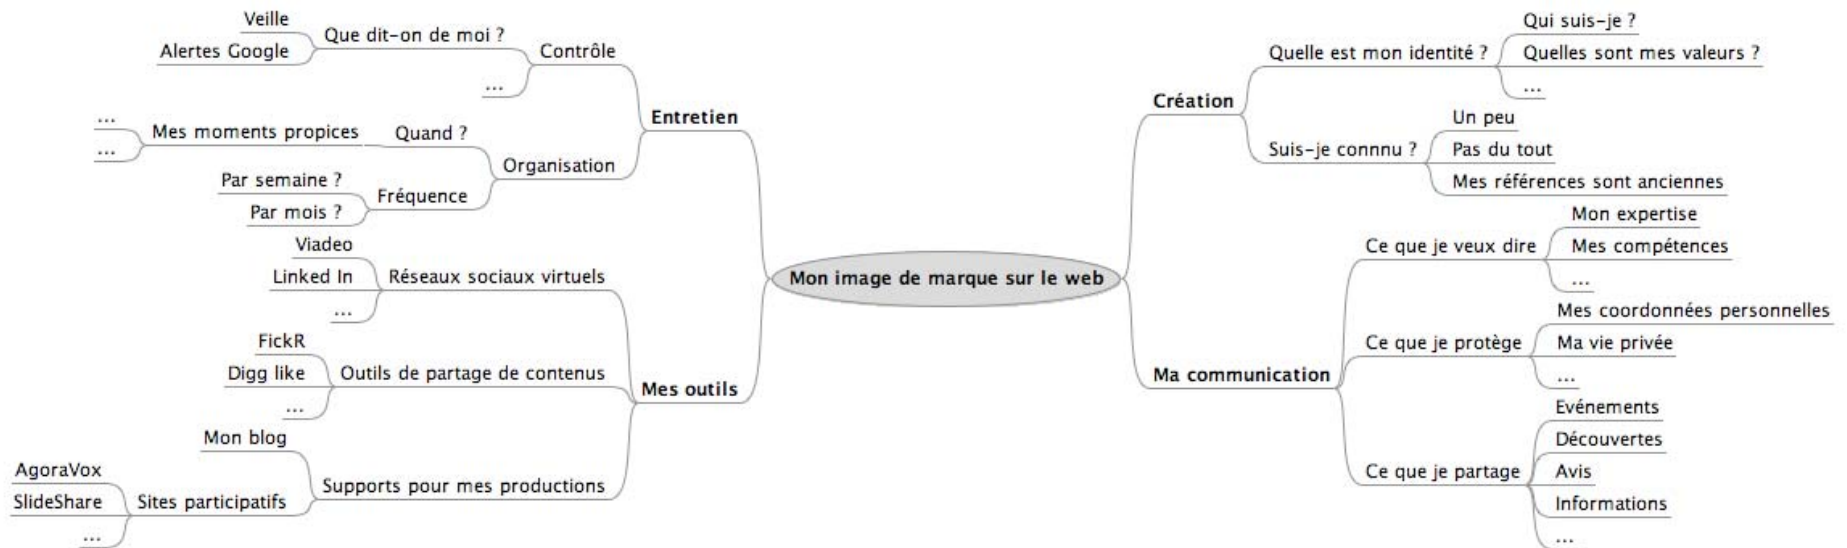 Veille
Alertes Google
Que dit-on de moi ?
...
Contrôle
...
...
Mes moments propices
Quand ?
Par semaine ?
Par mois ?
Fréquence
Organisation
Entretien
Viadeo
Linked In
...
Réseaux sociaux virtuels
FickR
Digg like
...
Outils de partage de contenus
Mon blog
AgoraVox
SlideShare
...
Sites participatifs
Supports pour mes productions
Mes outils
Mon image de marque sur le web
Création
Quelle est mon identité ?
Qui suis-je ?
Quelles sont mes valeurs ?
...
Suis-je connnu ?
Un peu
Pas du tout
Mes références sont anciennes
Ma communication
Ce que je veux dire
Mon expertise
Mes compétences
...
Ce que je protège
Mes coordonnées personnelles
Ma vie privée
...
Ce que je partage
Evénements
Découvertes
Avis
Informations
...